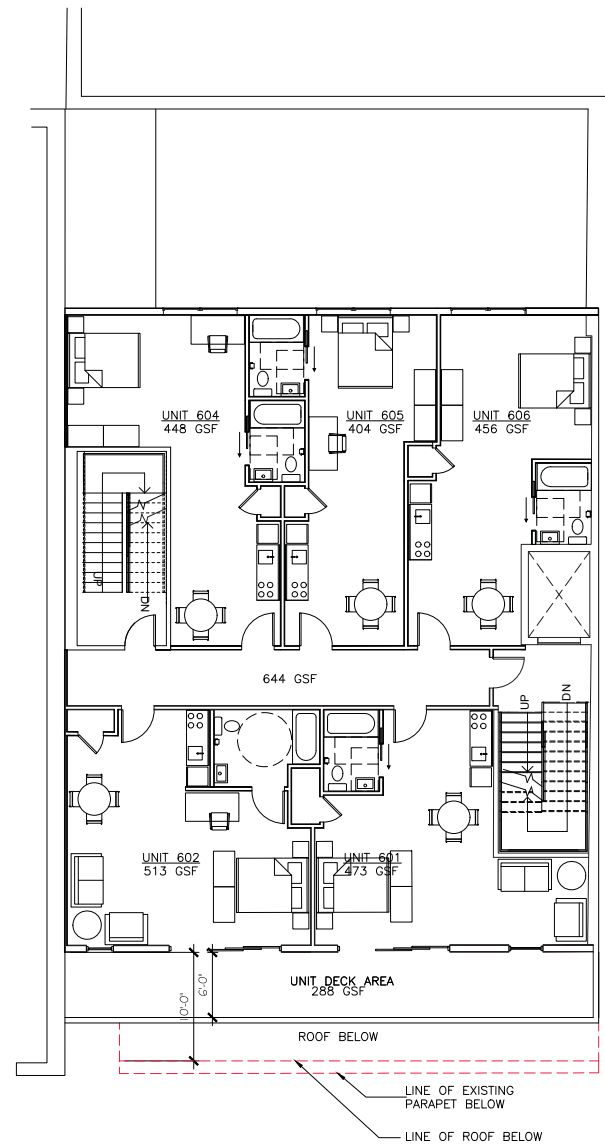 UNIT 604
448 GSF
UNIT 605
404 GSF
UNIT 606
456 GSF
UP
DN
644 GSF
UP
DN
UNIT 602
513 GSF
UNIT 601
473 GSF
UNIT DECK AREA
288 GSF
10'-0"
6'-0"
ROOF BELOW
LINE OF EXISTING
PARAPET BELOW
LINE OF ROOF BELOW